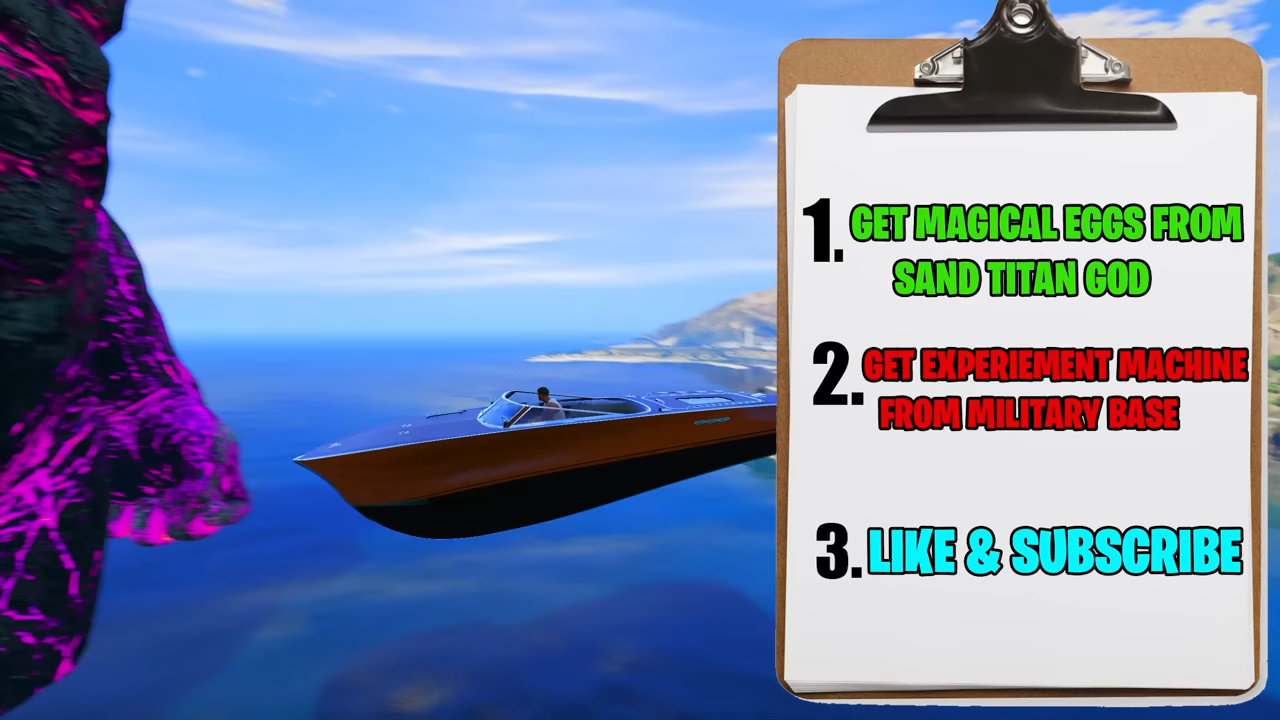 1. GET MAGICAL EGGS FROM
SAND TITAN GOD
2. GET EXPERIEMENT MACHINE
FROM MILITARY BASE
3. LIKE & SUBSCRIBE